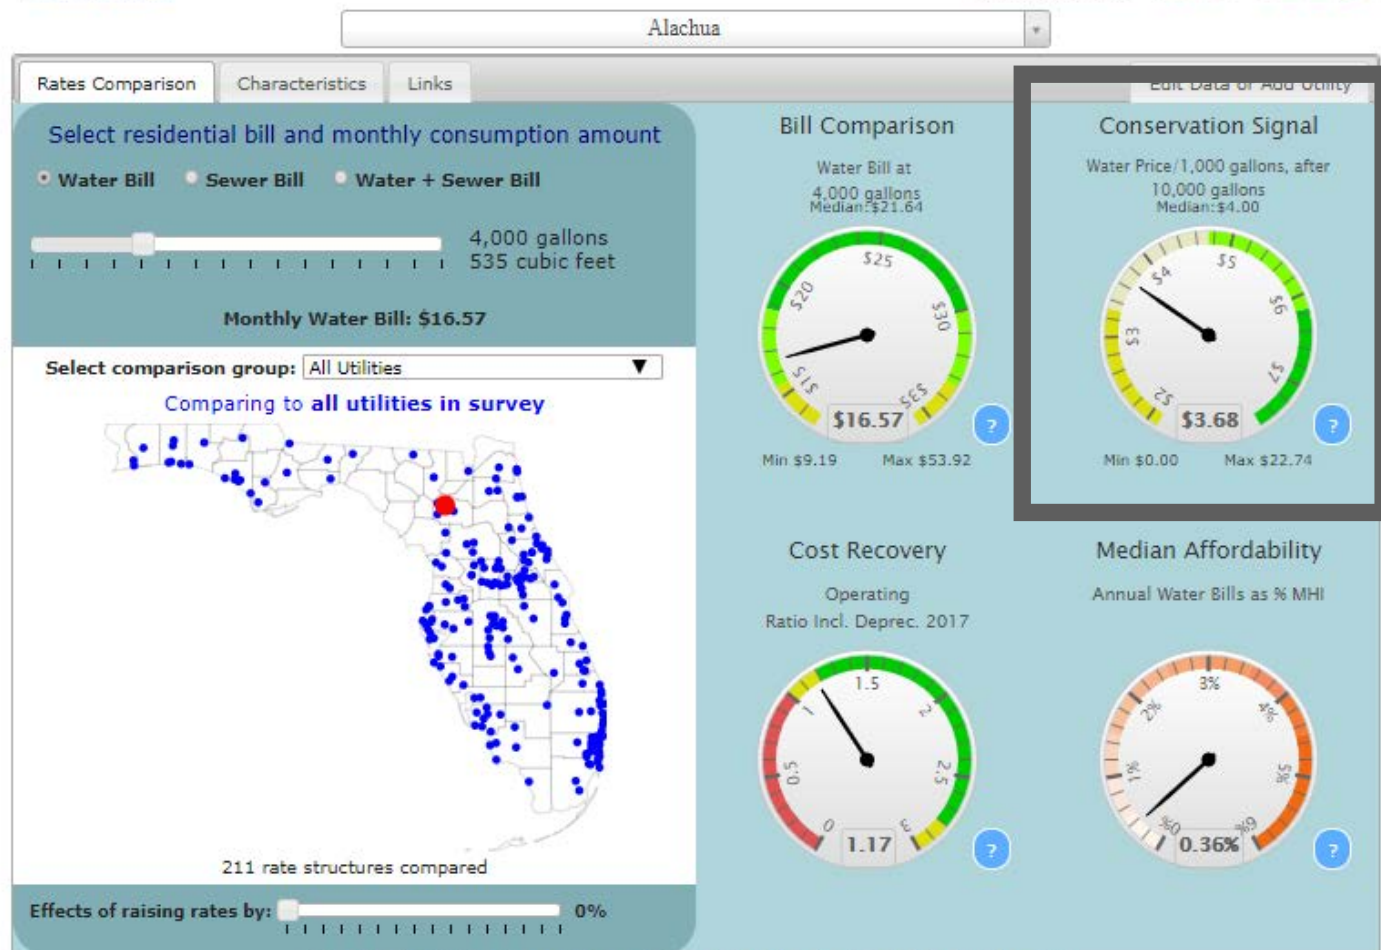 Alachua
Rates Comparison
Characteristics
Links
Edit Data or Add Utility
Select residential bill and monthly consumption amount
Water Bill
Sewer Bill
Water + Sewer Bill
4,000 gallons
535 cubic feet
Monthly Water Bill: $16.57
Select comparison group: All Utilities
Comparing to all utilities in survey
211 rate structures compared
Effects of raising rates by: 0%
Bill Comparison
Water Bill at
4,000 gallons
Median:$21.64
$15
$20
$25
$30
$35
$16.57
?
Min $9.19 Max $53.92
Conservation Signal
Water Price/1,000 gallons, after
10,000 gallons
Median:$4.00
$2
$3
$4
$5
$6
$7
$3.68
?
Min $0.00 Max $22.74
Cost Recovery
Operating
Ratio Incl. Deprec. 2017
0
0.5
1
1.5
2
2.5
3
1.17
?
Median Affordability
Annual Water Bills as % MHI
0%
1%
2%
3%
4%
5%
6%
0.36%
?